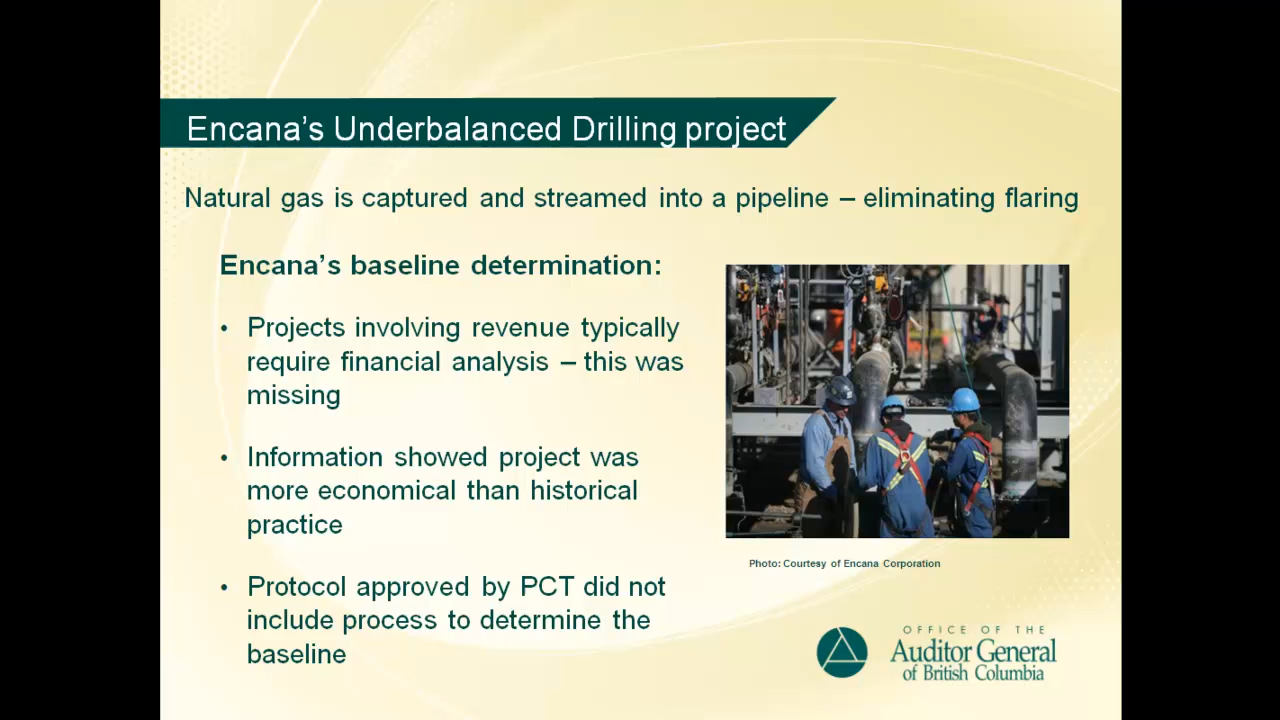 Encana's Underbalanced Drilling project
Natural gas is captured and streamed into a pipeline – eliminating flaring
Encana's baseline determination:
• Projects involving revenue typically
require financial analysis – this was
missing
• Information showed project was
more economical than historical
practice
• Protocol approved by PCT did not
include process to determine the
baseline
Photo: Courtesy of Encana Corporation
OFFICE OF THE
Auditor General
of British Columbia